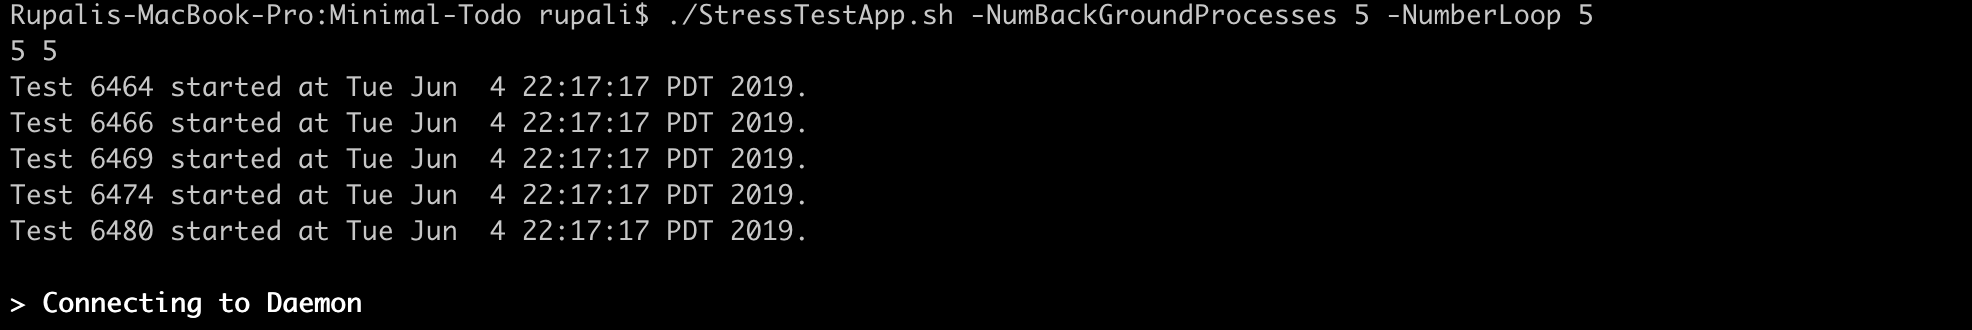 Rupalis-MacBook-Pro:Minimal-Todo rupali$ ./StressTestApp.sh -NumBackGroundProcesses 5 -NumberLoop 5
5 5
Test 6464 started at Tue Jun  4 22:17:17 PDT 2019.
Test 6466 started at Tue Jun  4 22:17:17 PDT 2019.
Test 6469 started at Tue Jun  4 22:17:17 PDT 2019.
Test 6474 started at Tue Jun  4 22:17:17 PDT 2019.
Test 6480 started at Tue Jun  4 22:17:17 PDT 2019.
> Connecting to Daemon